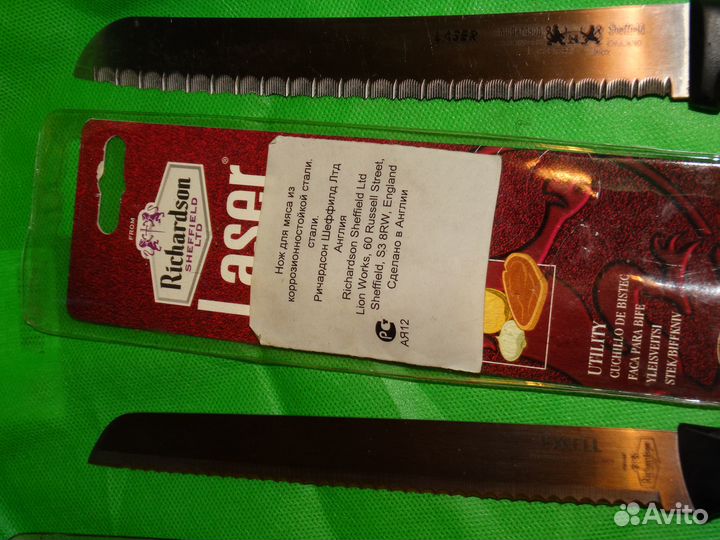 LASER
Sheffield
FROM
Richardson
SHEFFIELD
LTD
Laser®
Нож для мяса из
коррозионностойкой стали.
стали.
Ричардсон Шеффилд Лтд
Англия
Richardson Sheffield Ltd
Lion Works, 60 Russell Street,
Sheffield, S3 8RW, England
Сделано в Англии
АЯ12
UTILITY
CUCHILLO DE BISTEC
FACA PARA BIFE
YLEISVEITSI
STEK/BIFFKNIV
Richardson
Avito